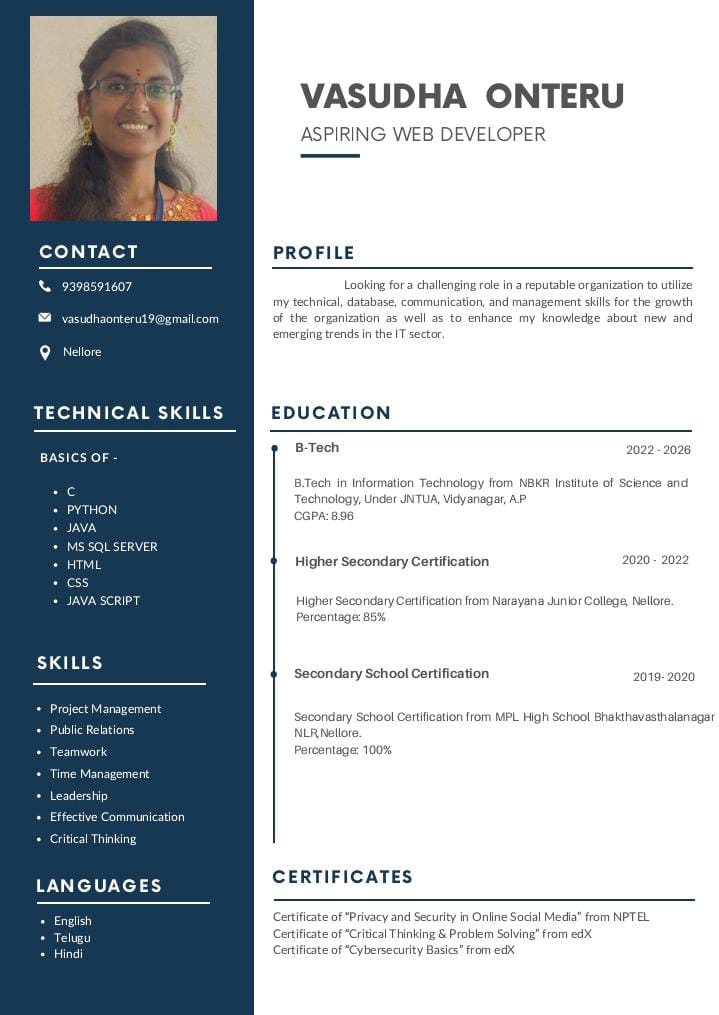 VASUDHA ONTERU
ASPIRING WEB DEVELOPER
CONTACT
9398591607
vasudhaonteru19@gmail.com
Nellore
TECHNICAL SKILLS
BASICS OF -
• C
• PYTHON
• JAVA
• MS SQL SERVER
• HTML
• CSS
• JAVA SCRIPT
SKILLS
• Project Management
• Public Relations
• Teamwork
• Time Management
• Leadership
• Effective Communication
• Critical Thinking
LANGUAGES
• English
• Telugu
• Hindi
PROFILE
Looking for a challenging role in a reputable organization to utilize
my technical, database, communication, and management skills for the growth
of the organization as well as to enhance my knowledge about new and
emerging trends in the IT sector.
EDUCATION
B-Tech 2022 - 2026
B.Tech in Information Technology from NBKR Institute of Science and
Technology, Under JNTUA, Vidyanagar, A.P
CGPA: 8.96
Higher Secondary Certification 2020 - 2022
Higher Secondary Certification from Narayana Junior College, Nellore.
Percentage: 85%
Secondary School Certification 2019- 2020
Secondary School Certification from MPL High School Bhakthavasthalanagar
NLR,Nellore.
Percentage: 100%
CERTIFICATES
Certificate of “Privacy and Security in Online Social Media” from NPTEL
Certificate of “Critical Thinking & Problem Solving” from edX
Certificate of “Cybersecurity Basics” from edX